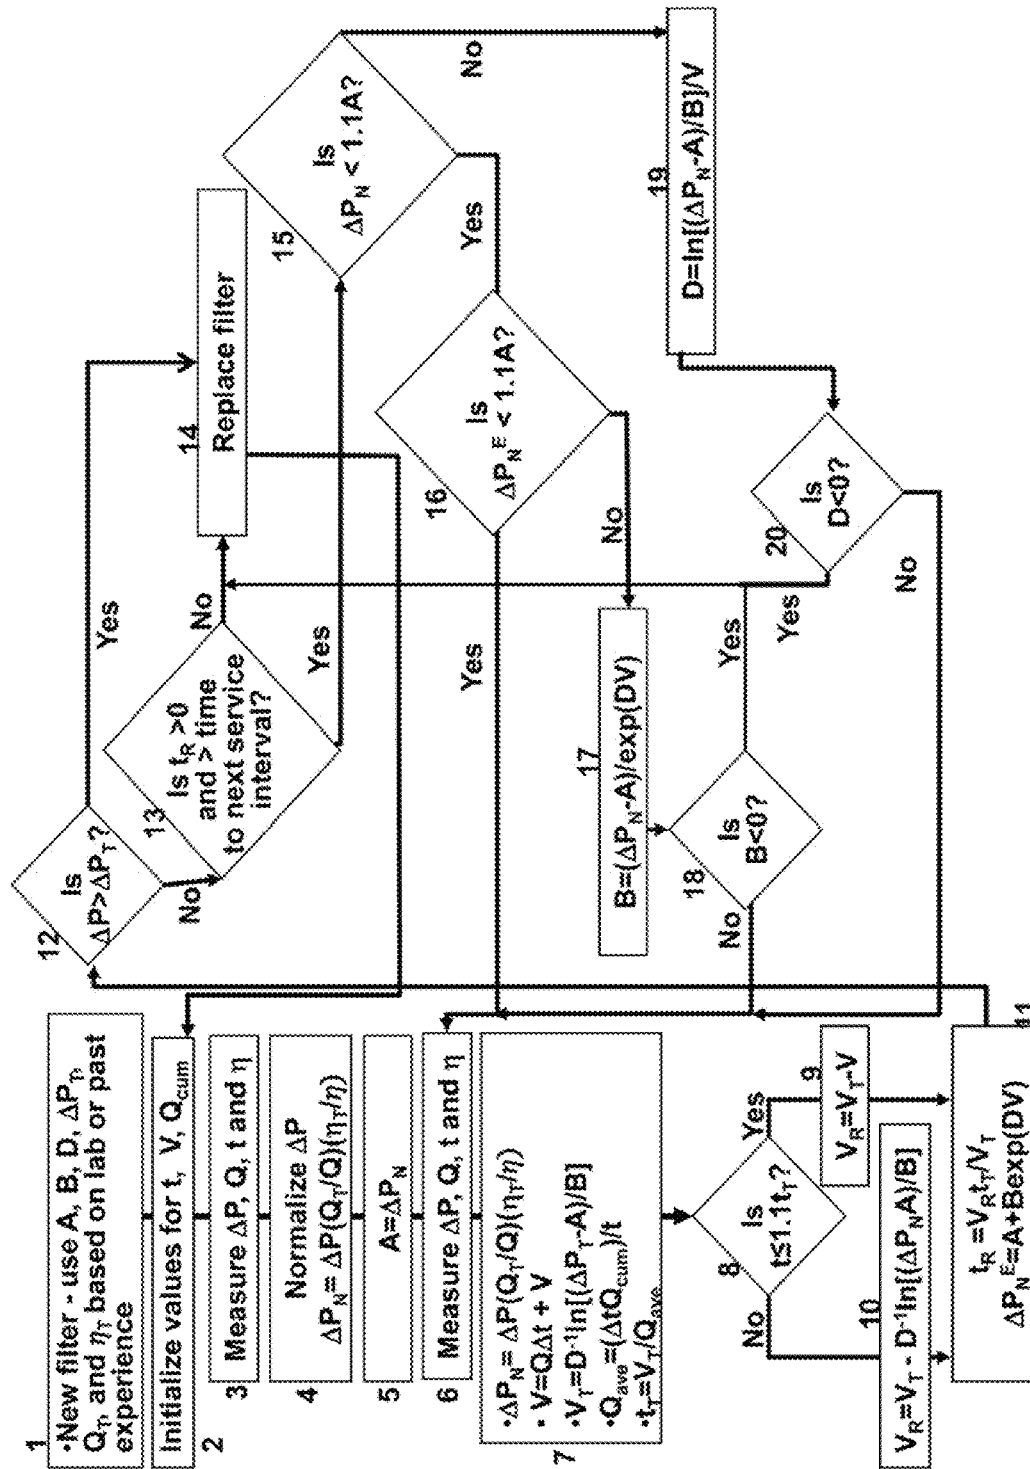 1
•New filter - use A, B, D, ΔP_T,
Q_T, and η_T based on lab or past
experience
2
Initialize values for t, V, Q_cum
3
Measure ΔP, Q, t and η
4
Normalize ΔP
ΔP_N= ΔP(Q_T/Q)(η_T/η)
5
A=ΔP_N
6
Measure ΔP, Q, t and η
7
•ΔP_N= ΔP(Q_T/Q)(η_T/η)
• V=QΔt + V
•V_T=D⁻¹ln[(ΔP_T-A)/B]
•Q_ave=(ΔtQ_cum)/t
•t_T=V_T/Q_ave
8
Is
t≤1.1t_T?
Yes
No
9
V_R=V_T-V
10
V_R=V_T - D⁻¹ln[(ΔP_N A)/B]
11
t_R =V_R t_T/V_T
ΔP_N^E=A+Bexp(DV)
12
Is
ΔP>ΔP_T?
Yes
No
13
Is t_R >0
and > time
to next service
interval?
No
Yes
14
Replace filter
15
Is
ΔP_N < 1.1A?
No
Yes
16
Is
ΔP_N^E < 1.1A?
Yes
No
17
B=(ΔP_N-A)/exp(DV)
18
Is
B<0?
Yes
No
19
D=ln[(ΔP_N-A)/B]/V
20
Is
D<0?
Yes
No